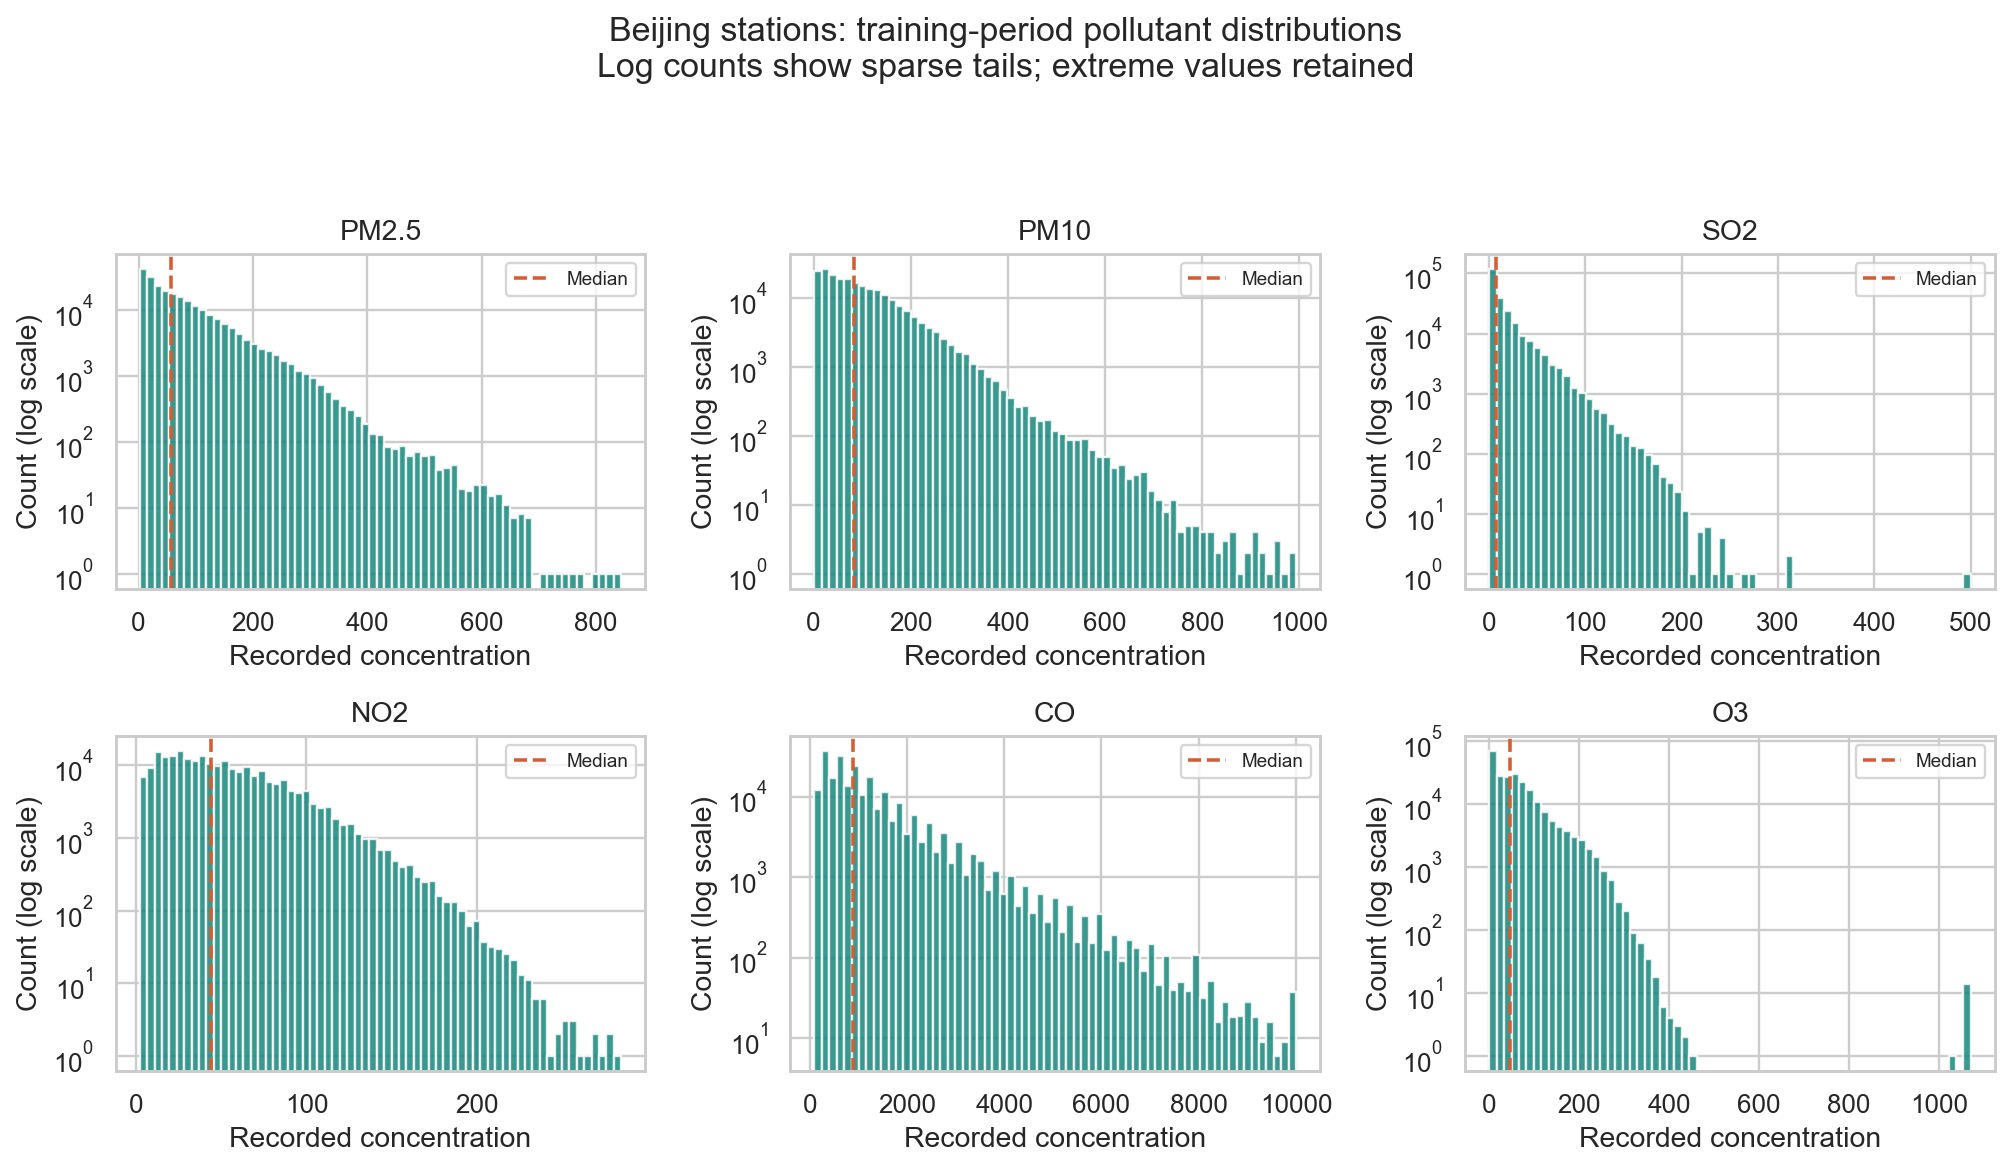 Beijing stations: training-period pollutant distributions
Log counts show sparse tails; extreme values retained
PM2.5
Median
Count (log scale)
10^4
10^3
10^2
10^1
10^0
0 200 400 600 800
Recorded concentration
PM10
Median
Count (log scale)
10^4
10^3
10^2
10^1
10^0
0 200 400 600 800 1000
Recorded concentration
SO2
Median
Count (log scale)
10^5
10^4
10^3
10^2
10^1
10^0
0 100 200 300 400 500
Recorded concentration
NO2
Median
Count (log scale)
10^4
10^3
10^2
10^1
10^0
0 100 200
Recorded concentration
CO
Median
Count (log scale)
10^4
10^3
10^2
10^1
0 2000 4000 6000 8000 10000
Recorded concentration
O3
Median
Count (log scale)
10^5
10^4
10^3
10^2
10^1
10^0
0 200 400 600 800 1000
Recorded concentration